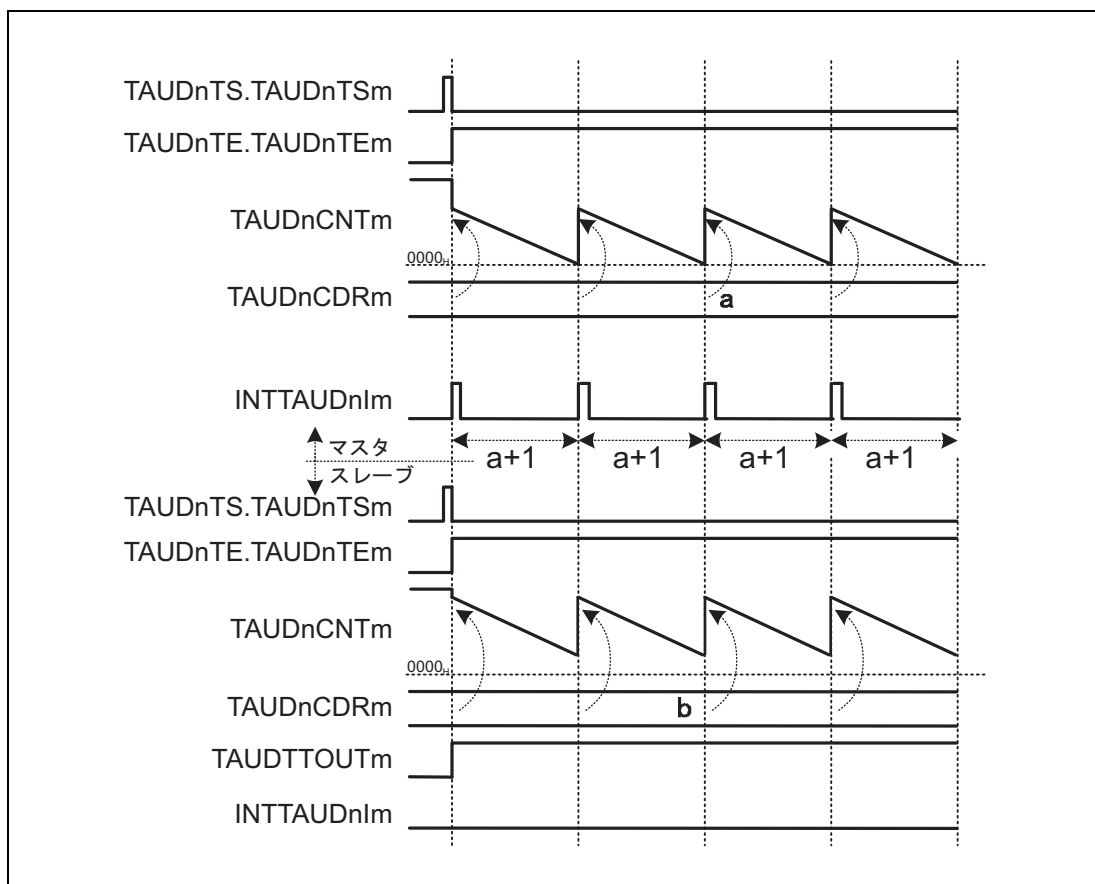 TAUDnTS.TAUDnTSm
TAUDnTE.TAUDnTEm
TAUDnCNTm
0000H
TAUDnCDRm
a
INTTAUDnIm
マスタ
スレーブ
a+1 a+1 a+1 a+1
TAUDnTS.TAUDnTSm
TAUDnTE.TAUDnTEm
TAUDnCNTm
0000H
TAUDnCDRm
b
TAUDTTOUTm
INTTAUDnIm